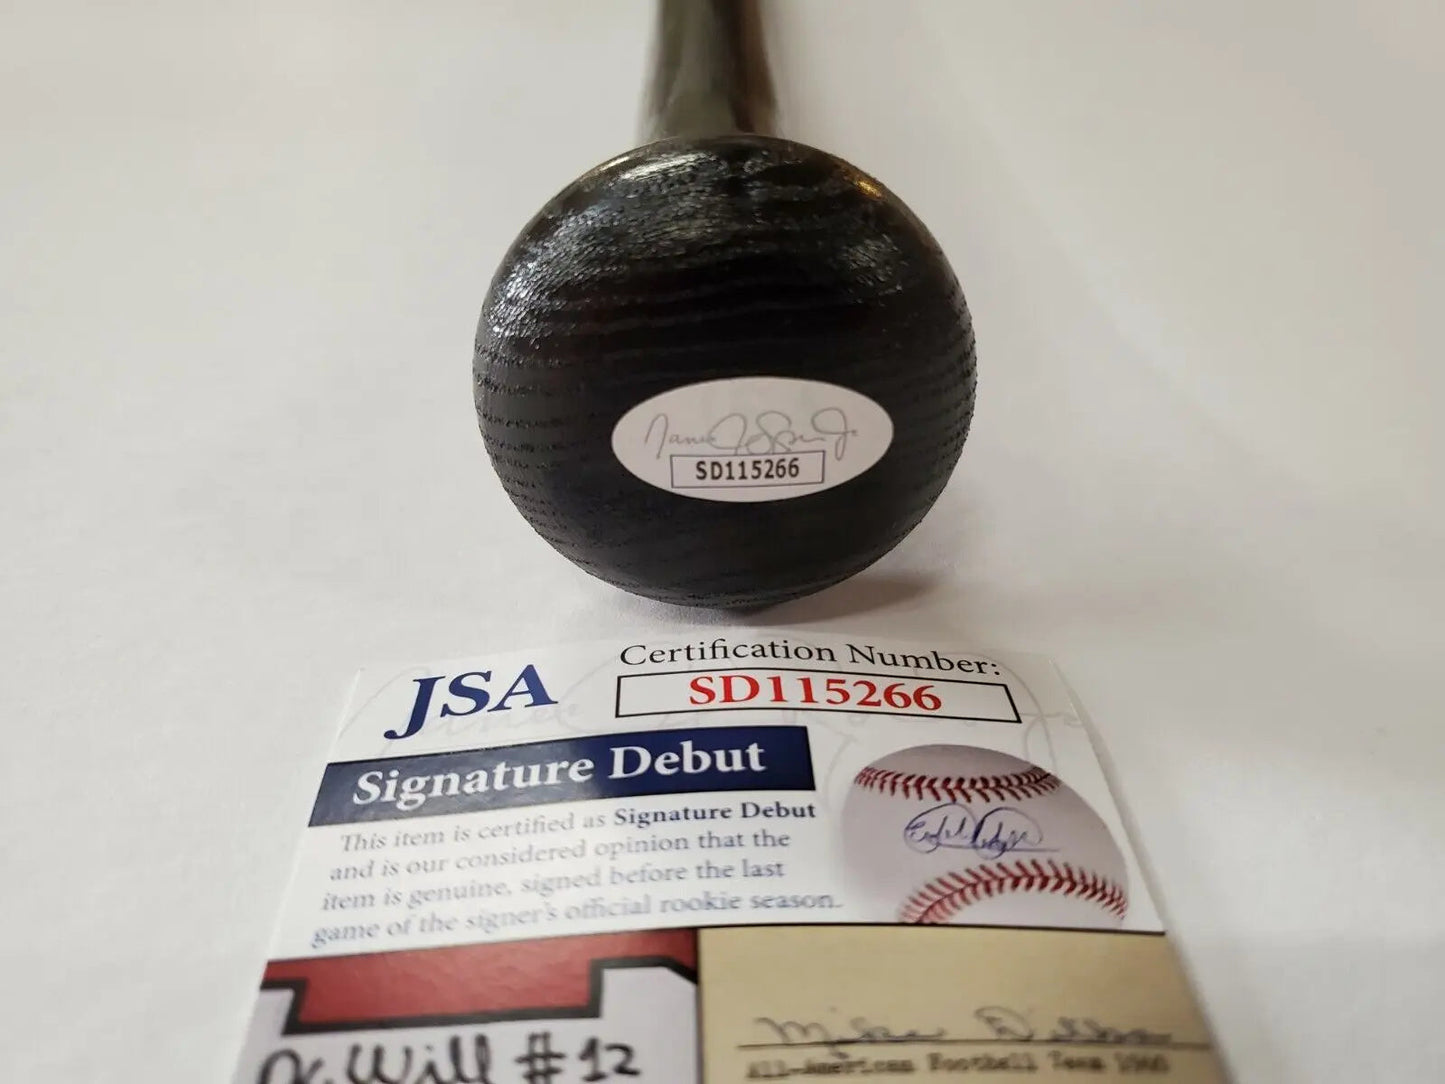 SD115266
JSA
Certification Number:
SD115266
Signature Debut
This item is certified as Signature Debut
and is our considered opinion that the
item is genuine, signed before the last
game of the signer's official rookie season.
Will #12
All-American Football Team 1960